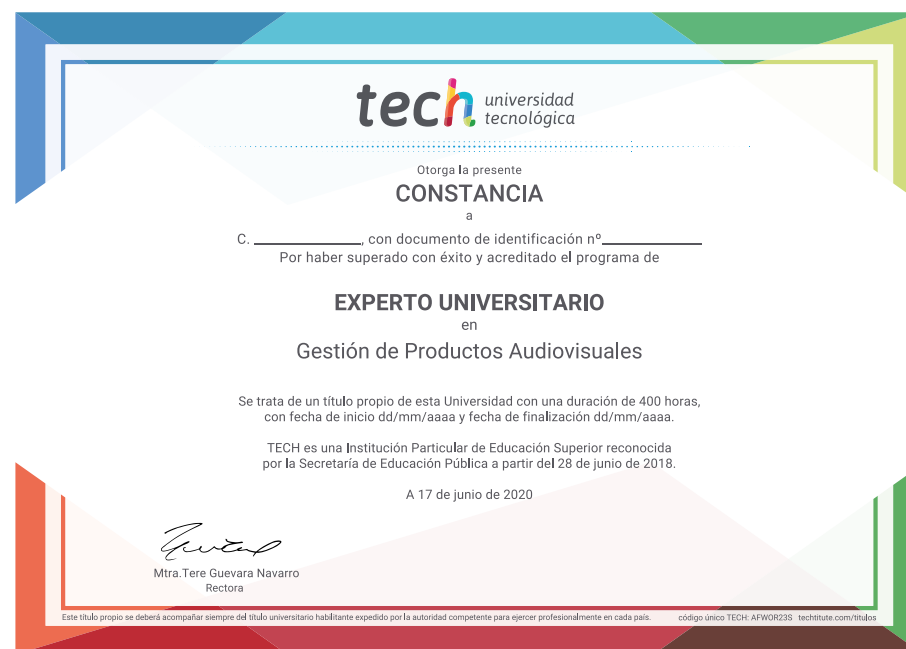 tech universidad
tecnológica
Otorga la presente
CONSTANCIA
a
C. ____________, con documento de identificación nº____________
Por haber superado con éxito y acreditado el programa de
EXPERTO UNIVERSITARIO
en
Gestión de Productos Audiovisuales
Se trata de un título propio de esta Universidad con una duración de 400 horas,
con fecha de inicio dd/mm/aaaa y fecha de finalización dd/mm/aaaa.
TECH es una Institución Particular de Educación Superior reconocida
por la Secretaría de Educación Pública a partir del 28 de junio de 2018.
A 17 de junio de 2020
Mtra.Tere Guevara Navarro
Rectora
Este título propio se deberá acompañar siempre del título universitario habilitante expedido por la autoridad competente para ejercer profesionalmente en cada país. código único TECH: AFWOR23S techtitute.com/titulos